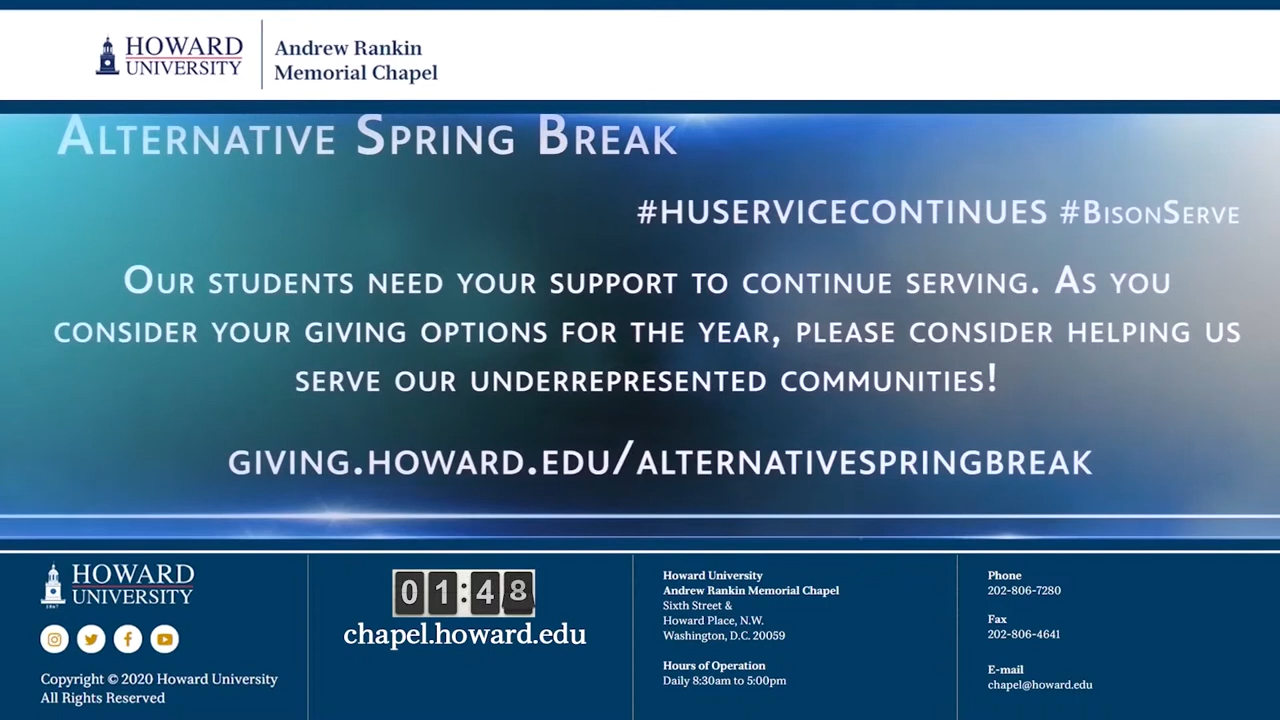 HOWARD
UNIVERSITY
Andrew Rankin
Memorial Chapel
ALTERNATIVE SPRING BREAK
#HUSERVICECONTINUES #BISONSERVE
OUR STUDENTS NEED YOUR SUPPORT TO CONTINUE SERVING. AS YOU
CONSIDER YOUR GIVING OPTIONS FOR THE YEAR, PLEASE CONSIDER HELPING US
SERVE OUR UNDERREPRESENTED COMMUNITIES!
GIVING.HOWARD.EDU/ALTERNATIVESPRINGBREAK
HOWARD
UNIVERSITY
1867
Copyright © 2020 Howard University
All Rights Reserved
01:48
chapel.howard.edu
Howard University
Andrew Rankin Memorial Chapel
Sixth Street &
Howard Place, N.W.
Washington, D.C. 20059
Hours of Operation
Daily 8:30am to 5:00pm
Phone
202-806-7280
Fax
202-806-4641
E-mail
chapel@howard.edu